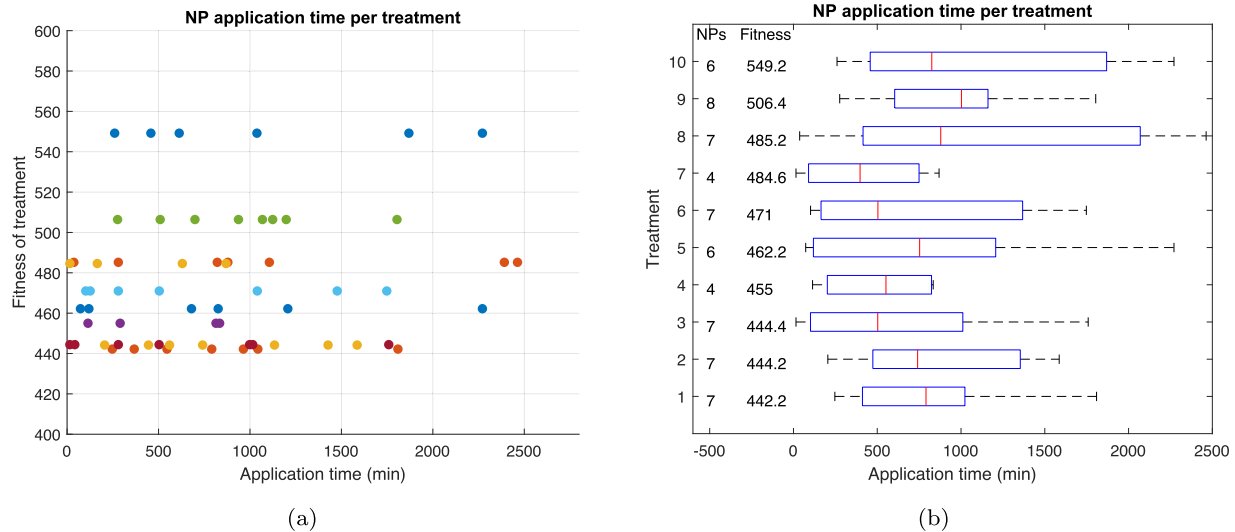 NP application time per treatment
600
580
560
540
520
500
480
460
440
420
400
Fitness of treatment
0 500 1000 1500 2000 2500
Application time (min)
(a)
NP application time per treatment
NPs Fitness
10 6 549.2
9 8 506.4
8 7 485.2
7 4 484.6
6 7 471
5 6 462.2
4 4 455
3 7 444.4
2 7 444.2
1 7 442.2
Treatment
-500 0 500 1000 1500 2000 2500
Application time (min)
(b)